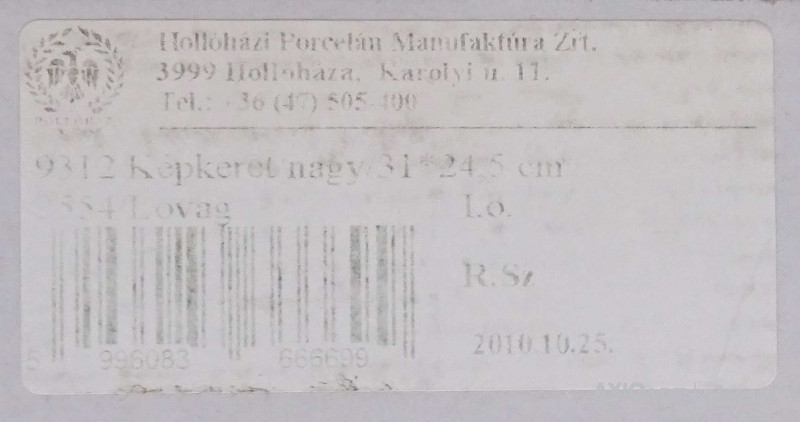 Hollóházi Porcelán Manufaktúra Zrt.
3999 Hollóháza, Károlyi u. 11.
Tel.: +36 (47) 505-400
9312 Képkeret nagy/31*24,5 cm
Lovag
I.o.
R.Sz
2010.10.25.
5 996083 666699